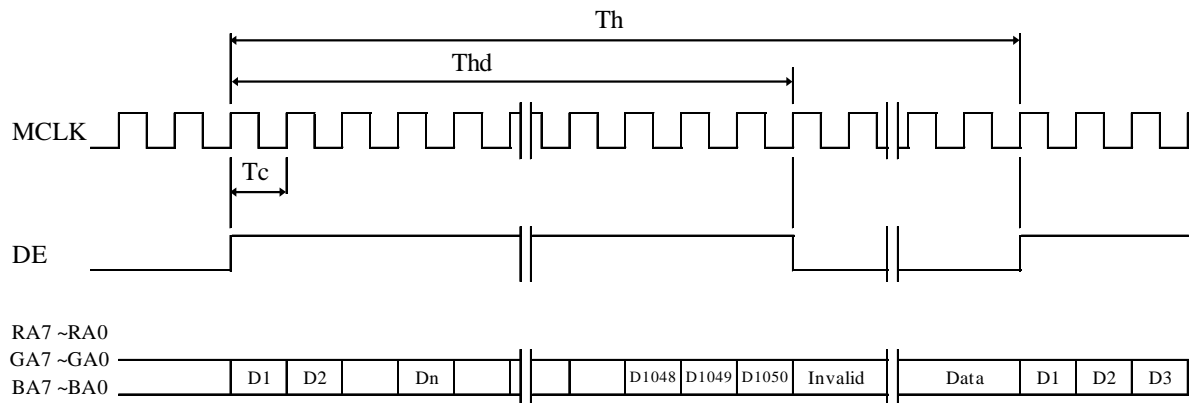 Th
Thd
MCLK
Tc
DE
RA7 ~RA0
GA7 ~GA0
BA7 ~BA0
D1 D2 Dn D1048 D1049 D1050 Invalid Data D1 D2 D3